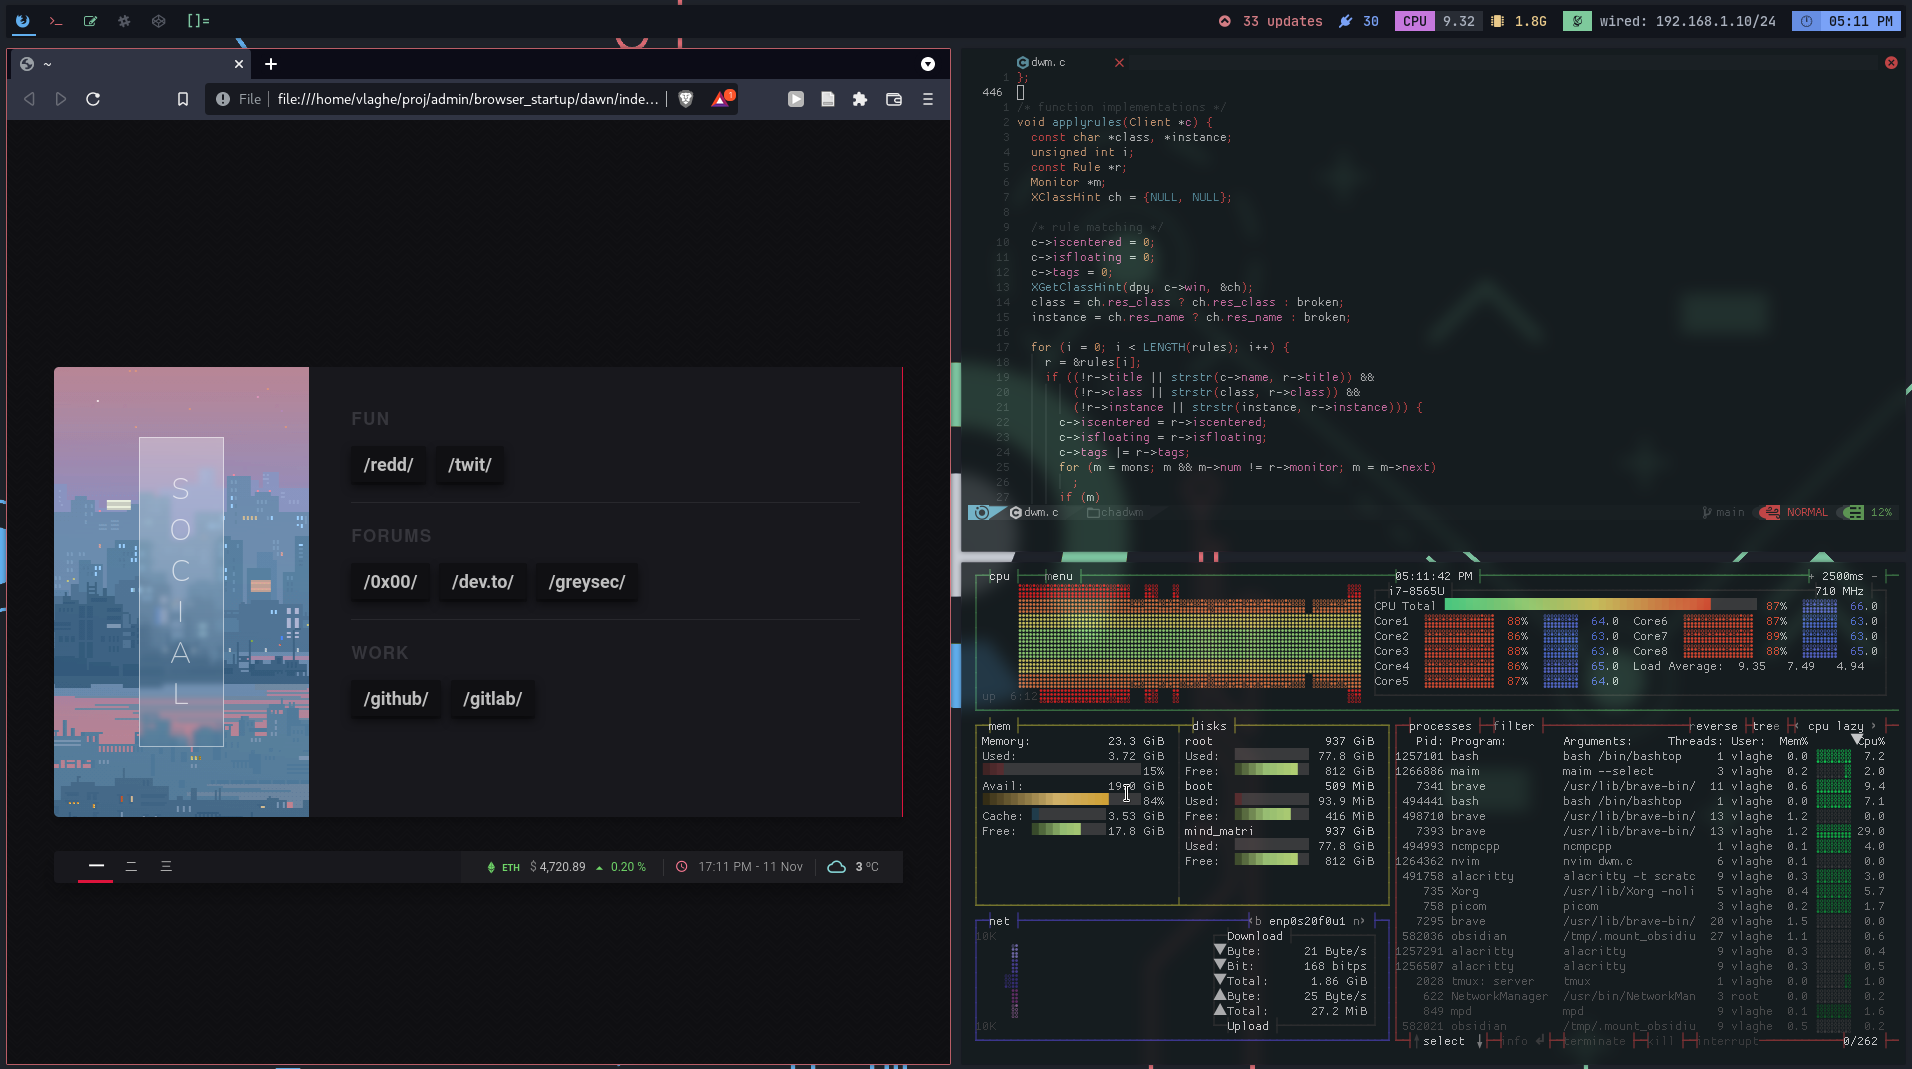 []=
33 updates
30
CPU 9.32
1.8G
wired: 192.168.1.10/24
05:11 PM
~
File
file:///home/vlaghe/proj/admin/browser_startup/dawn/inde...
1
SOCIAL
FUN
/redd/ /twit/
FORUMS
/0x00/ /dev.to/ /greysec/
WORK
/github/ /gitlab/
一 二 三
ETH $ 4,720.89 ▲ 0.20 %
17:11 PM - 11 Nov
3 ºC
dwm.c
1 };
446
1 /* function implementations */
2 void applyrules(Client *c) {
3 const char *class, *instance;
4 unsigned int i;
5 const Rule *r;
6 Monitor *m;
7 XClassHint ch = {NULL, NULL};
8
9 /* rule matching */
10 c->iscentered = 0;
11 c->isfloating = 0;
12 c->tags = 0;
13 XGetClassHint(dpy, c->win, &ch);
14 class = ch.res_class ? ch.res_class : broken;
15 instance = ch.res_name ? ch.res_name : broken;
16
17 for (i = 0; i < LENGTH(rules); i++) {
18 r = &rules[i];
19 if ((!r->title || strstr(c->name, r->title)) &&
20 (!r->class || strstr(class, r->class)) &&
21 (!r->instance || strstr(instance, r->instance))) {
22 c->iscentered = r->iscentered;
23 c->isfloating = r->isfloating;
24 c->tags |= r->tags;
25 for (m = mons; m && m->num != r->monitor; m = m->next)
26 ;
27 if (m)
dwm.c chadwm main NORMAL 12%
cpu menu 05:11:42 PM + 2500ms -
i7-8565U 710 MHz
CPU Total 87% 66.0
Core1 88% 64.0 Core6 87% 63.0
Core2 86% 63.0 Core7 89% 63.0
Core3 88% 63.0 Core8 88% 65.0
Core4 86% 65.0 Load Average: 9.35 7.49 4.94
Core5 87% 64.0
up 6:12
mem
Memory: 23.3 GiB
Used: 3.72 GiB
15%
Avail: GiB
84%
Cache: 3.53 GiB
Free: 17.8 GiB
disks
root 937 GiB
Used: 77.8 GiB
Free: 812 GiB
boot 509 MiB
Used: 93.9 MiB
Free: 416 MiB
mind_matri 937 GiB
Used: 77.8 GiB
Free: 812 GiB
net <b enp0s20f0u1 n>
10K
Download
▼Byte: 21 Byte/s
▼Bit: 168 bitps
▼Total: 1.86 GiB
▲Byte: 25 Byte/s
▲Total: 27.2 MiB
Upload
10K
processes filter reverse tree < cpu lazy >
Pid: Program: Arguments: Threads: User: Mem% Cpu%
1257101 bash bash /bin/bashtop 1 vlaghe 0.0 7.2
1266886 maim maim --select 3 vlaghe 0.2 2.0
7341 brave /usr/lib/brave-bin/ 11 vlaghe 0.6 9.4
494441 bash bash /bin/bashtop 1 vlaghe 0.0 7.1
498710 brave /usr/lib/brave-bin/ 13 vlaghe 1.2 0.0
7393 brave /usr/lib/brave-bin/ 13 vlaghe 1.2 29.0
494993 ncmpcpp ncmpcpp 1 vlaghe 0.1 4.0
1264362 nvim nvim dwm.c 6 vlaghe 0.1 0.0
491758 alacritty alacritty -t scratc 9 vlaghe 0.3 3.0
735 Xorg /usr/lib/Xorg -noli 5 vlaghe 0.4 5.7
758 picom picom 3 vlaghe 0.2 1.7
7295 brave /usr/lib/brave-bin/ 20 vlaghe 1.5 0.0
582036 obsidian /tmp/.mount_obsidiu 27 vlaghe 1.1 0.6
1257291 alacritty alacritty 9 vlaghe 0.3 0.4
1256507 alacritty alacritty 9 vlaghe 0.3 0.5
2028 tmux: server tmux 1 vlaghe 0.0 1.0
622 NetworkManager /usr/bin/NetworkMan 3 root 0.0 0.2
849 mpd mpd 9 vlaghe 0.1 1.6
582021 obsidian /tmp/.mount_obsidiu 9 vlaghe 0.5 0.2
↑ select ↓ info ↲ terminate kill interrupt 0/262